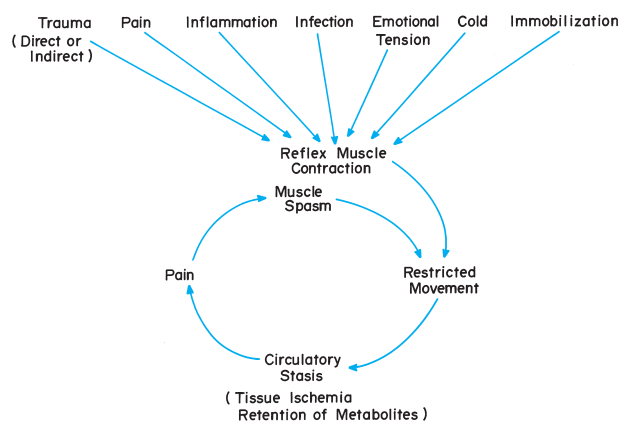 Trauma
(Direct or
Indirect)
Pain
Inflammation
Infection
Emotional
Tension
Cold
Immobilization
Reflex Muscle
Contraction
Muscle
Spasm
Restricted
Movement
Pain
Circulatory
Stasis
(Tissue Ischemia
Retention of Metabolites)